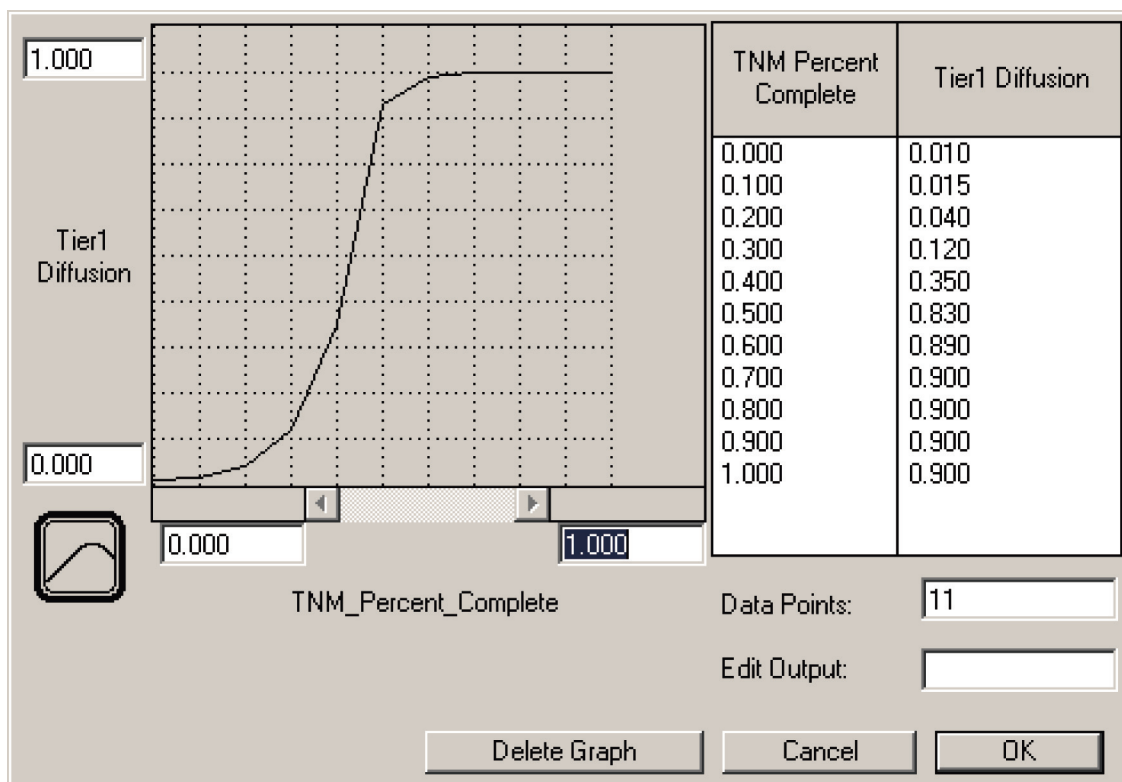 1.000
Tier1
Diffusion
0.000
0.000
1.000
TNM_Percent_Complete
TNM Percent
Complete
Tier1 Diffusion
0.000 0.010
0.100 0.015
0.200 0.040
0.300 0.120
0.400 0.350
0.500 0.830
0.600 0.890
0.700 0.900
0.800 0.900
0.900 0.900
1.000 0.900
Data Points: 11
Edit Output:
Delete Graph
Cancel
OK